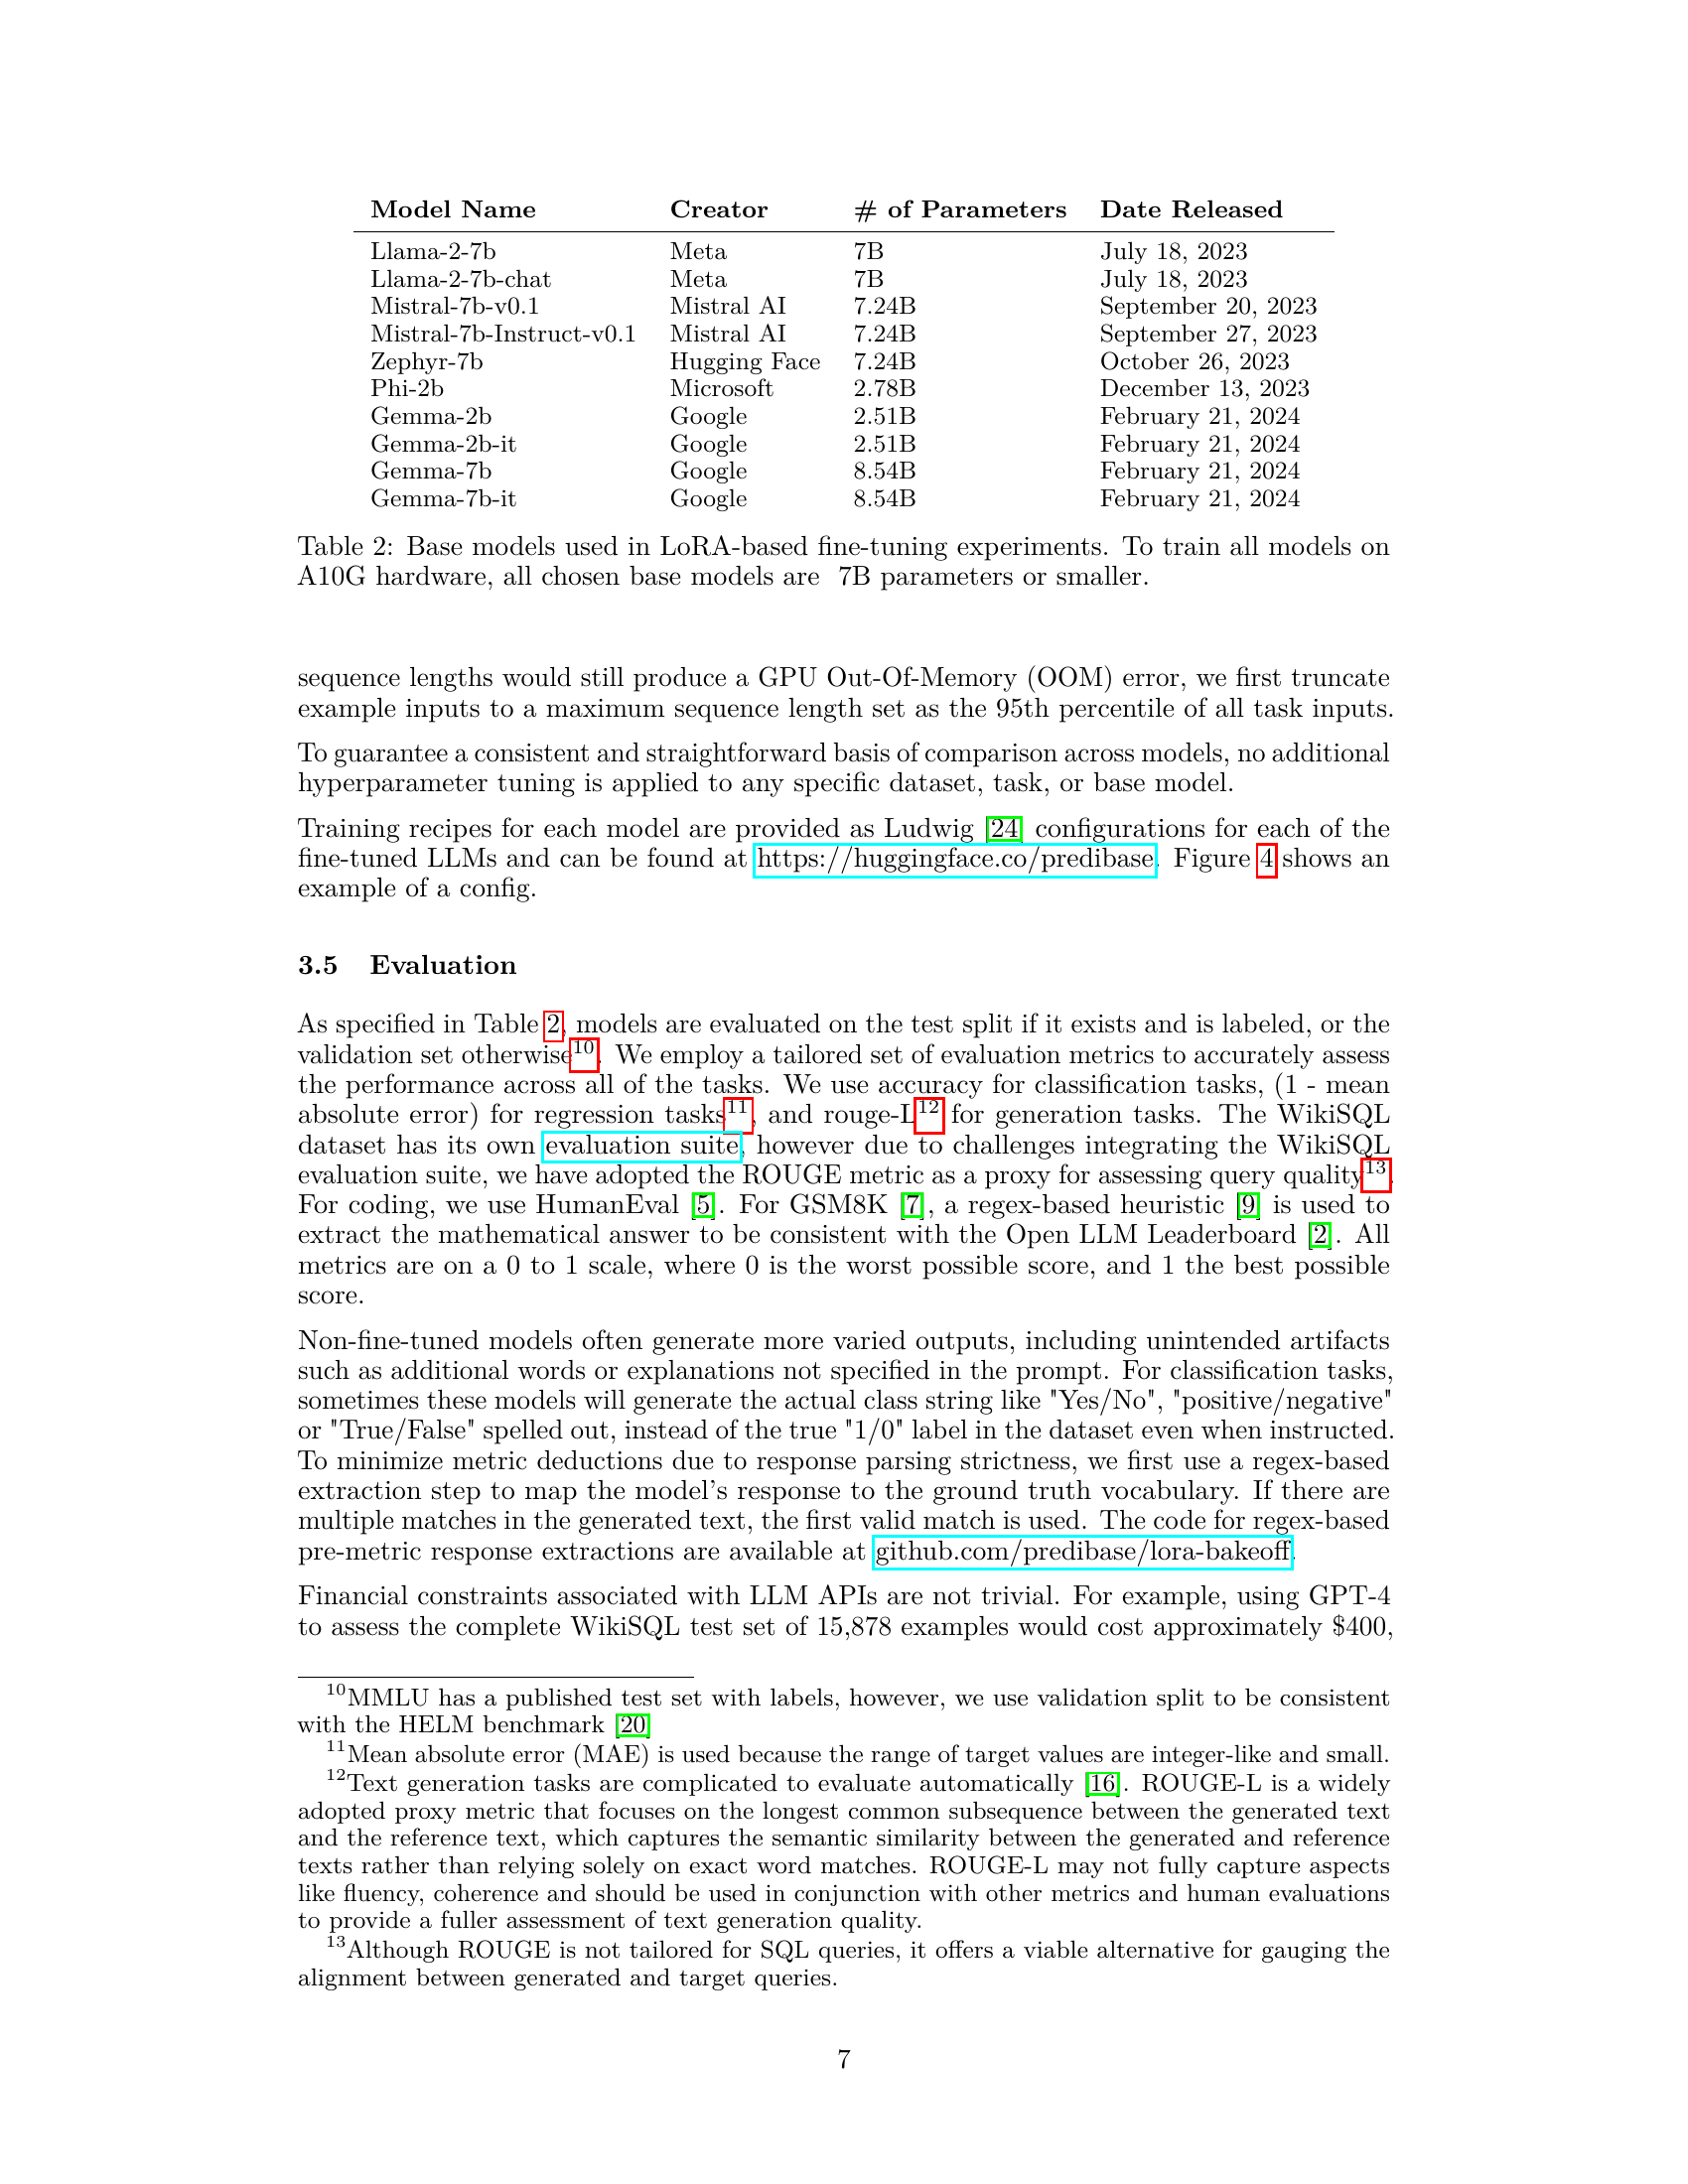 Model Name Creator # of Parameters Date Released
Llama-2-7b Meta 7B July 18, 2023
Llama-2-7b-chat Meta 7B July 18, 2023
Mistral-7b-v0.1 Mistral AI 7.24B September 20, 2023
Mistral-7b-Instruct-v0.1 Mistral AI 7.24B September 27, 2023
Zephyr-7b Hugging Face 7.24B October 26, 2023
Phi-2b Microsoft 2.78B December 13, 2023
Gemma-2b Google 2.51B February 21, 2024
Gemma-2b-it Google 2.51B February 21, 2024
Gemma-7b Google 8.54B February 21, 2024
Gemma-7b-it Google 8.54B February 21, 2024
Table 2: Base models used in LoRA-based fine-tuning experiments. To train all models on
A10G hardware, all chosen base models are 7B parameters or smaller.
sequence lengths would still produce a GPU Out-Of-Memory (OOM) error, we first truncate
example inputs to a maximum sequence length set as the 95th percentile of all task inputs.
To guarantee a consistent and straightforward basis of comparison across models, no additional
hyperparameter tuning is applied to any specific dataset, task, or base model.
Training recipes for each model are provided as Ludwig [24] configurations for each of the
fine-tuned LLMs and can be found at https://huggingface.co/predibase. Figure 4 shows an
example of a config.
3.5 Evaluation
As specified in Table 2, models are evaluated on the test split if it exists and is labeled, or the
validation set otherwise10. We employ a tailored set of evaluation metrics to accurately assess
the performance across all of the tasks. We use accuracy for classification tasks, (1 - mean
absolute error) for regression tasks11, and rouge-L12 for generation tasks. The WikiSQL
dataset has its own evaluation suite, however due to challenges integrating the WikiSQL
evaluation suite, we have adopted the ROUGE metric as a proxy for assessing query quality13.
For coding, we use HumanEval [5]. For GSM8K [7], a regex-based heuristic [9] is used to
extract the mathematical answer to be consistent with the Open LLM Leaderboard [2]. All
metrics are on a 0 to 1 scale, where 0 is the worst possible score, and 1 the best possible
score.
Non-fine-tuned models often generate more varied outputs, including unintended artifacts
such as additional words or explanations not specified in the prompt. For classification tasks,
sometimes these models will generate the actual class string like "Yes/No", "positive/negative"
or "True/False" spelled out, instead of the true "1/0" label in the dataset even when instructed.
To minimize metric deductions due to response parsing strictness, we first use a regex-based
extraction step to map the model's response to the ground truth vocabulary. If there are
multiple matches in the generated text, the first valid match is used. The code for regex-based
pre-metric response extractions are available at github.com/predibase/lora-bakeoff.
Financial constraints associated with LLM APIs are not trivial. For example, using GPT-4
to assess the complete WikiSQL test set of 15,878 examples would cost approximately $400,
10MMLU has a published test set with labels, however, we use validation split to be consistent
with the HELM benchmark [20]
11Mean absolute error (MAE) is used because the range of target values are integer-like and small.
12Text generation tasks are complicated to evaluate automatically [16]. ROUGE-L is a widely
adopted proxy metric that focuses on the longest common subsequence between the generated text
and the reference text, which captures the semantic similarity between the generated and reference
texts rather than relying solely on exact word matches. ROUGE-L may not fully capture aspects
like fluency, coherence and should be used in conjunction with other metrics and human evaluations
to provide a fuller assessment of text generation quality.
13Although ROUGE is not tailored for SQL queries, it offers a viable alternative for gauging the
alignment between generated and target queries.
7